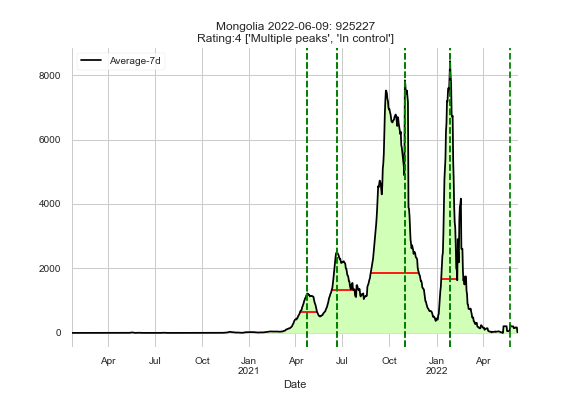 Mongolia 2022-06-09: 925227
Rating:4 ['Multiple peaks', 'In control']
Average-7d
8000
6000
4000
2000
0
Apr Jul Oct Jan Apr Jul Oct Jan Apr
2021 2022
Date